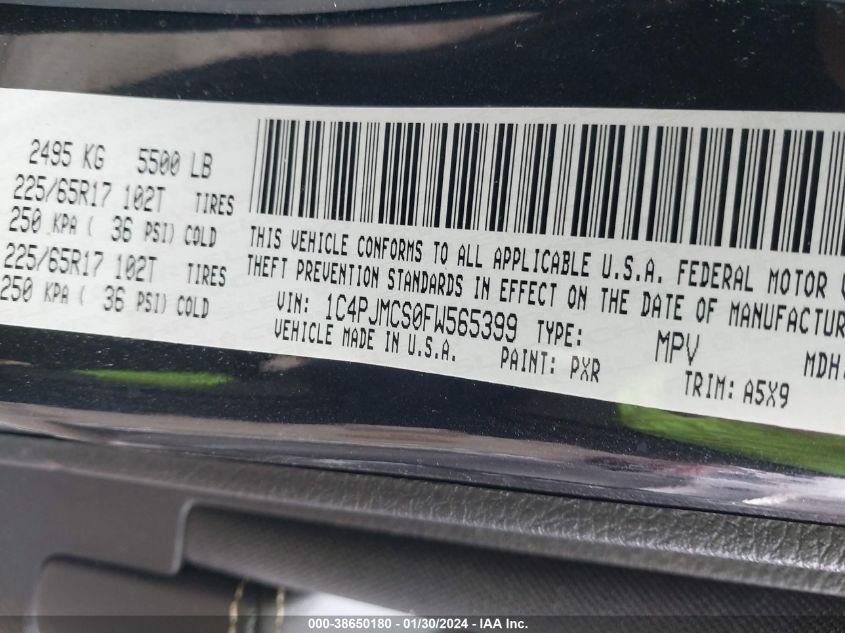 2495 KG 5500 LB
225/65R17 102T TIRES
250 KPA ( 36 PSI) COLD
225/65R17 102T TIRES
250 KPA ( 36 PSI) COLD
THIS VEHICLE CONFORMS TO ALL APPLICABLE U.S.A. FEDERAL MOTOR
THEFT PREVENTION STANDARDS IN EFFECT ON THE DATE OF MANUFACTUR
VIN: 1C4PJMCS0FW565399 TYPE: MPV MDH:
VEHICLE MADE IN U.S.A. PAINT: PXR TRIM: A5X9
000-38650180 - 01/30/2024 - IAA Inc.